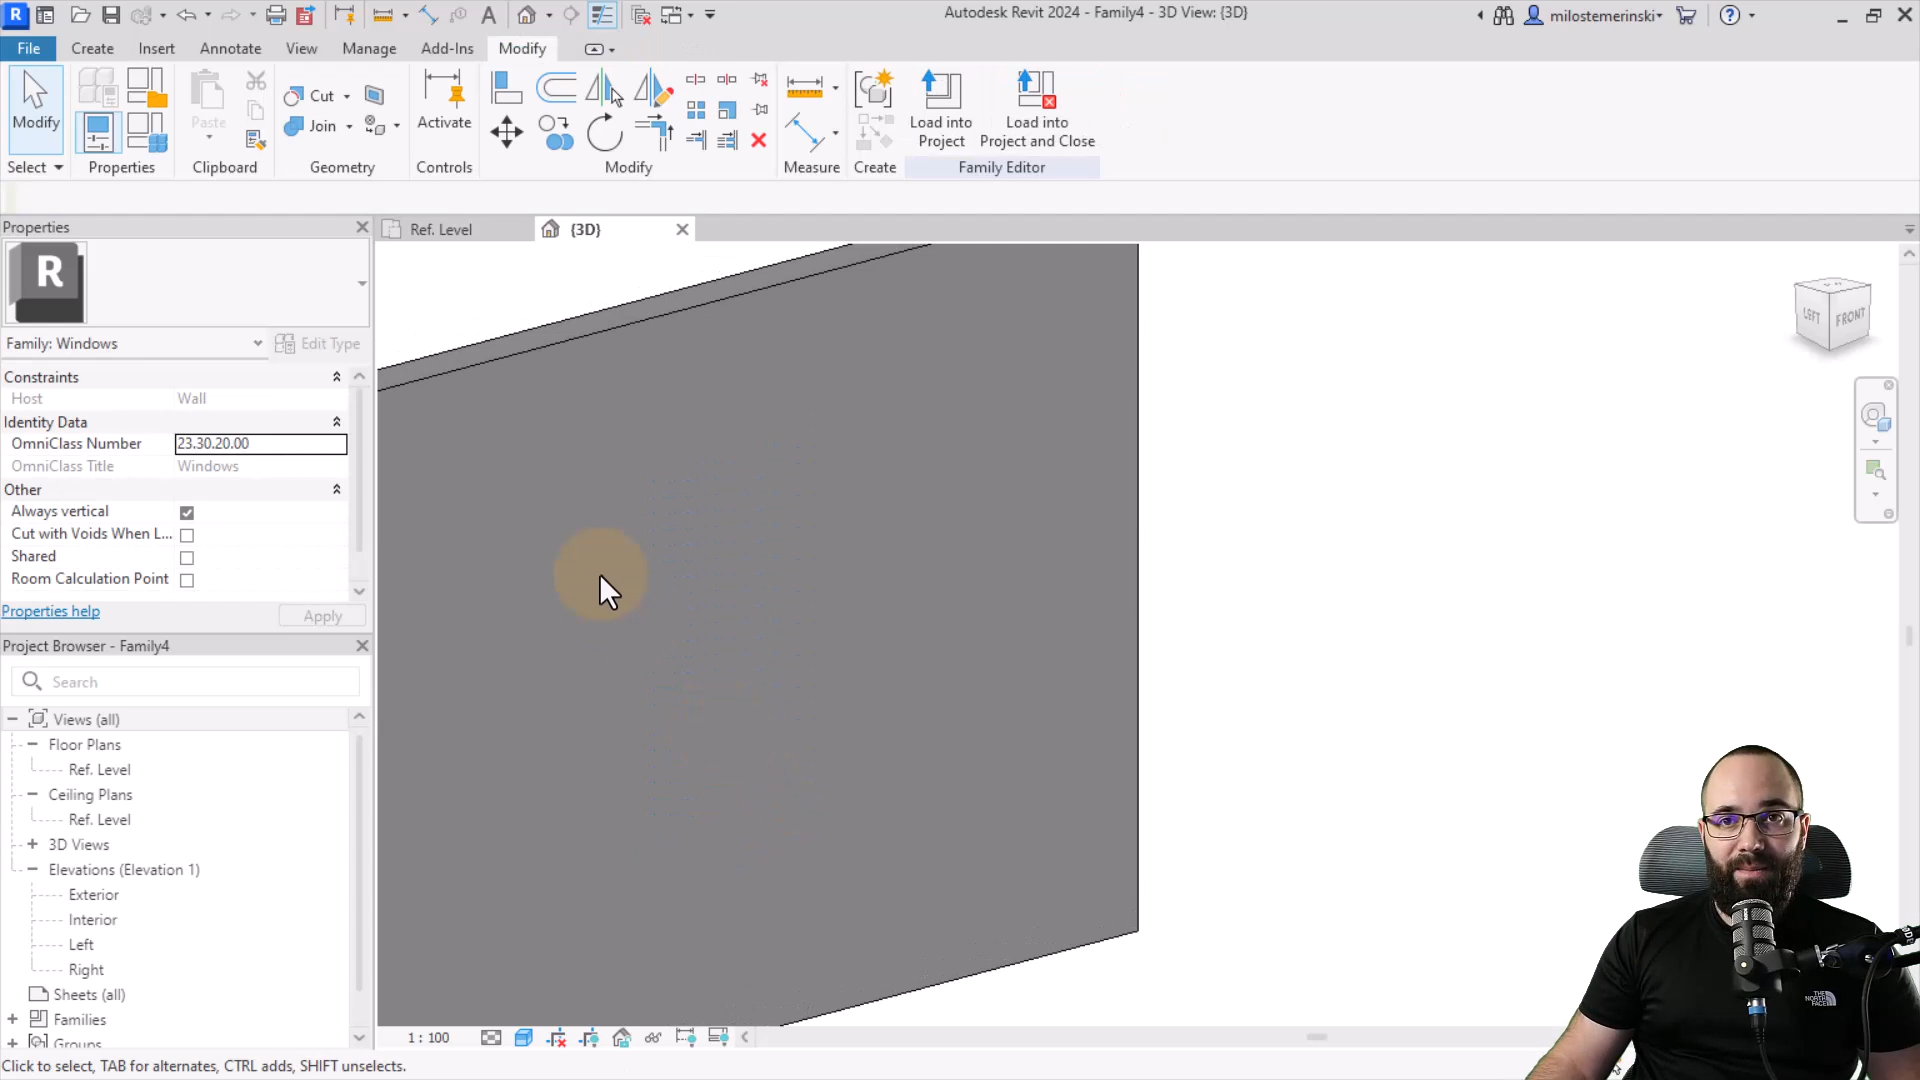 Autodesk Revit 2024 - Family4 - 3D View: {3D}
milostemerinski
File Create Insert Annotate View Manage Add-Ins Modify
Modify
Paste
Cut
Join
Activate
Load into Project
Load into Project and Close
Select Properties Clipboard Geometry Controls Modify Measure Create Family Editor
Properties
Ref. Level
{3D}
R
Family: Windows
Edit Type
Constraints
Host Wall
Identity Data
OmniClass Number 23.30.20.00
OmniClass Title Windows
Other
Always vertical
Cut with Voids When L...
Shared
Room Calculation Point
Properties help
Apply
Project Browser - Family4
Search
Views (all)
Floor Plans
Ref. Level
Ceiling Plans
Ref. Level
3D Views
Elevations (Elevation 1)
Exterior
Interior
Left
Right
Sheets (all)
Families
Groups
LEFT FRONT
1 : 100
Click to select, TAB for alternates, CTRL adds, SHIFT unselects.
THE NORTH FACE